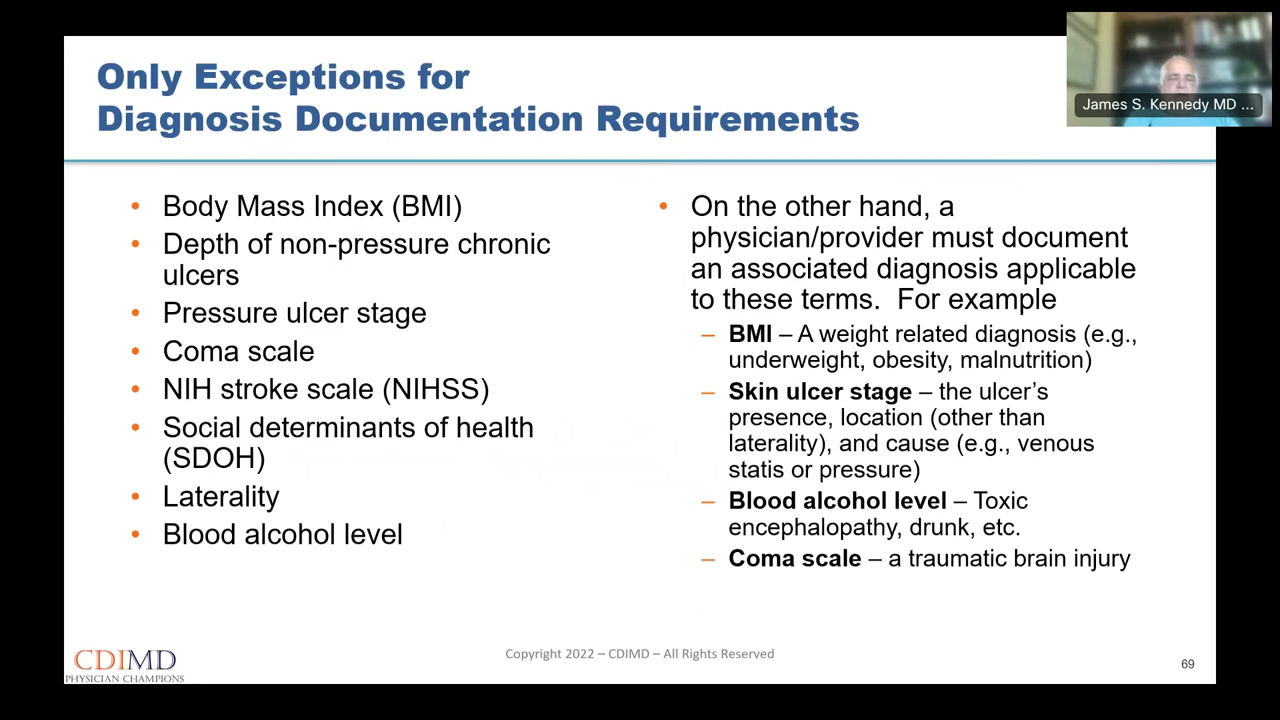 James S. Kennedy MD ...
Only Exceptions for
Diagnosis Documentation Requirements
• Body Mass Index (BMI)
• Depth of non-pressure chronic
ulcers
• Pressure ulcer stage
• Coma scale
• NIH stroke scale (NIHSS)
• Social determinants of health
(SDOH)
• Laterality
• Blood alcohol level
• On the other hand, a
physician/provider must document
an associated diagnosis applicable
to these terms.  For example
– BMI – A weight related diagnosis (e.g.,
underweight, obesity, malnutrition)
– Skin ulcer stage – the ulcer's
presence, location (other than
laterality), and cause (e.g., venous
statis or pressure)
– Blood alcohol level – Toxic
encephalopathy, drunk, etc.
– Coma scale – a traumatic brain injury
CDIMD
PHYSICIAN CHAMPIONS
Copyright 2022 – CDIMD – All Rights Reserved
69